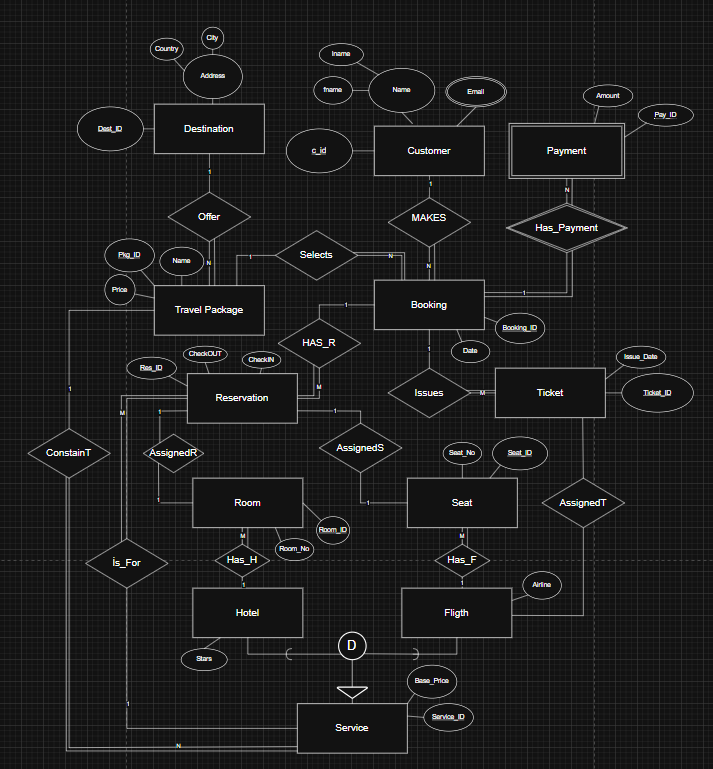 City
Country
Address
Dest_ID
Destination
lname
fname
Name
Email
c_id
Customer
Amount
Pay_ID
Payment
1
Offer
N
1
MAKES
N
N
Has_Payment
1
Pkg_ID
Name
Price
Travel Package
1
Selects
N
Booking
Booking_ID
Date
1
HAS_R
M
1
Issues
M
Issue_Date
Ticket_ID
Ticket
CheckOUT
CheckIN
Res_ID
Reservation
1
ConstainT
M
1
AssignedR
1
1
AssignedS
1
Seat_No
Seat_ID
Seat
AssignedT
Room
Room_ID
Room_No
M
Has_H
1
M
Has_F
1
İs_For
1
Hotel
Stars
Fligth
Airline
D
Base_Price
Service_ID
Service
N